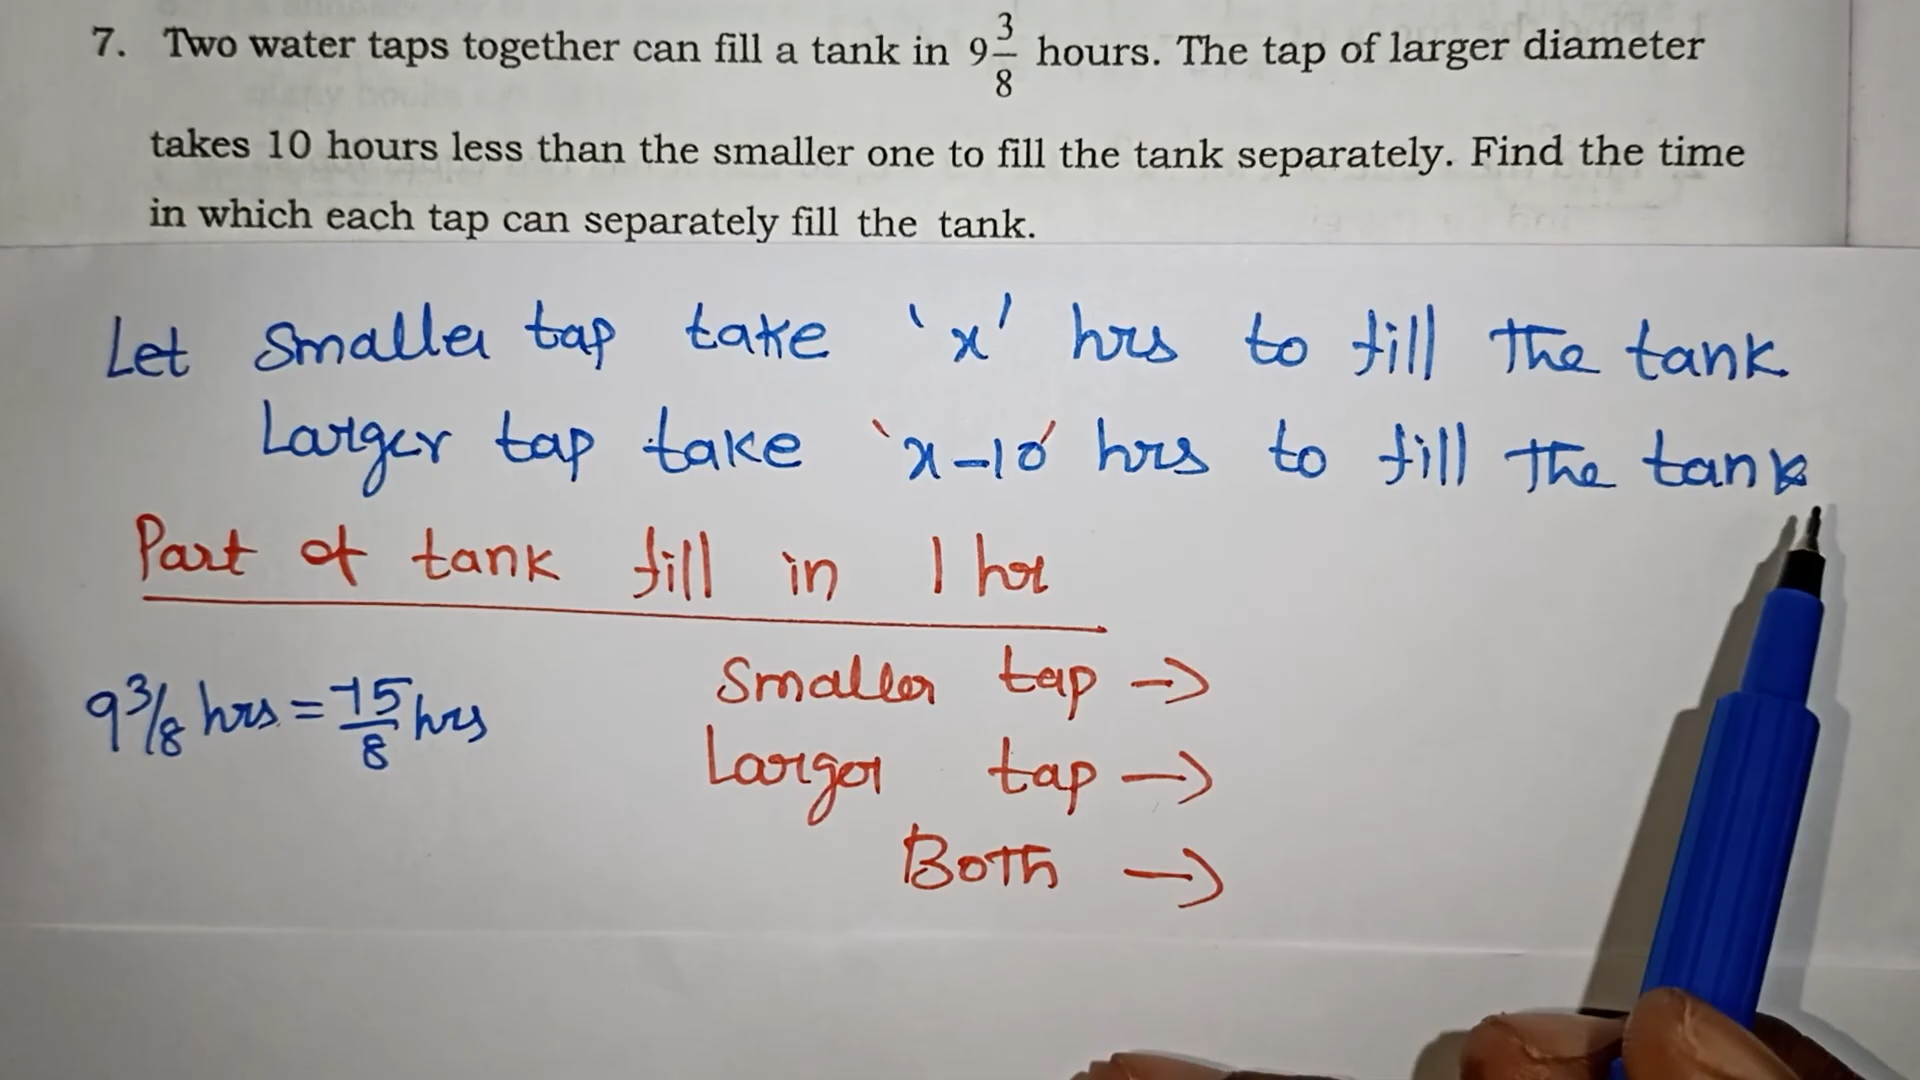 7. Two water taps together can fill a tank in 9 3/8 hours. The tap of larger diameter
takes 10 hours less than the smaller one to fill the tank separately. Find the time
in which each tap can separately fill the tank.
Let smaller tap take 'x' hrs to fill the tank
Larger tap take 'x-10' hrs to fill the tank
Part of tank fill in 1 hr
9 3/8 hrs = 75/8 hrs
Smaller tap →
Larger tap →
Both →